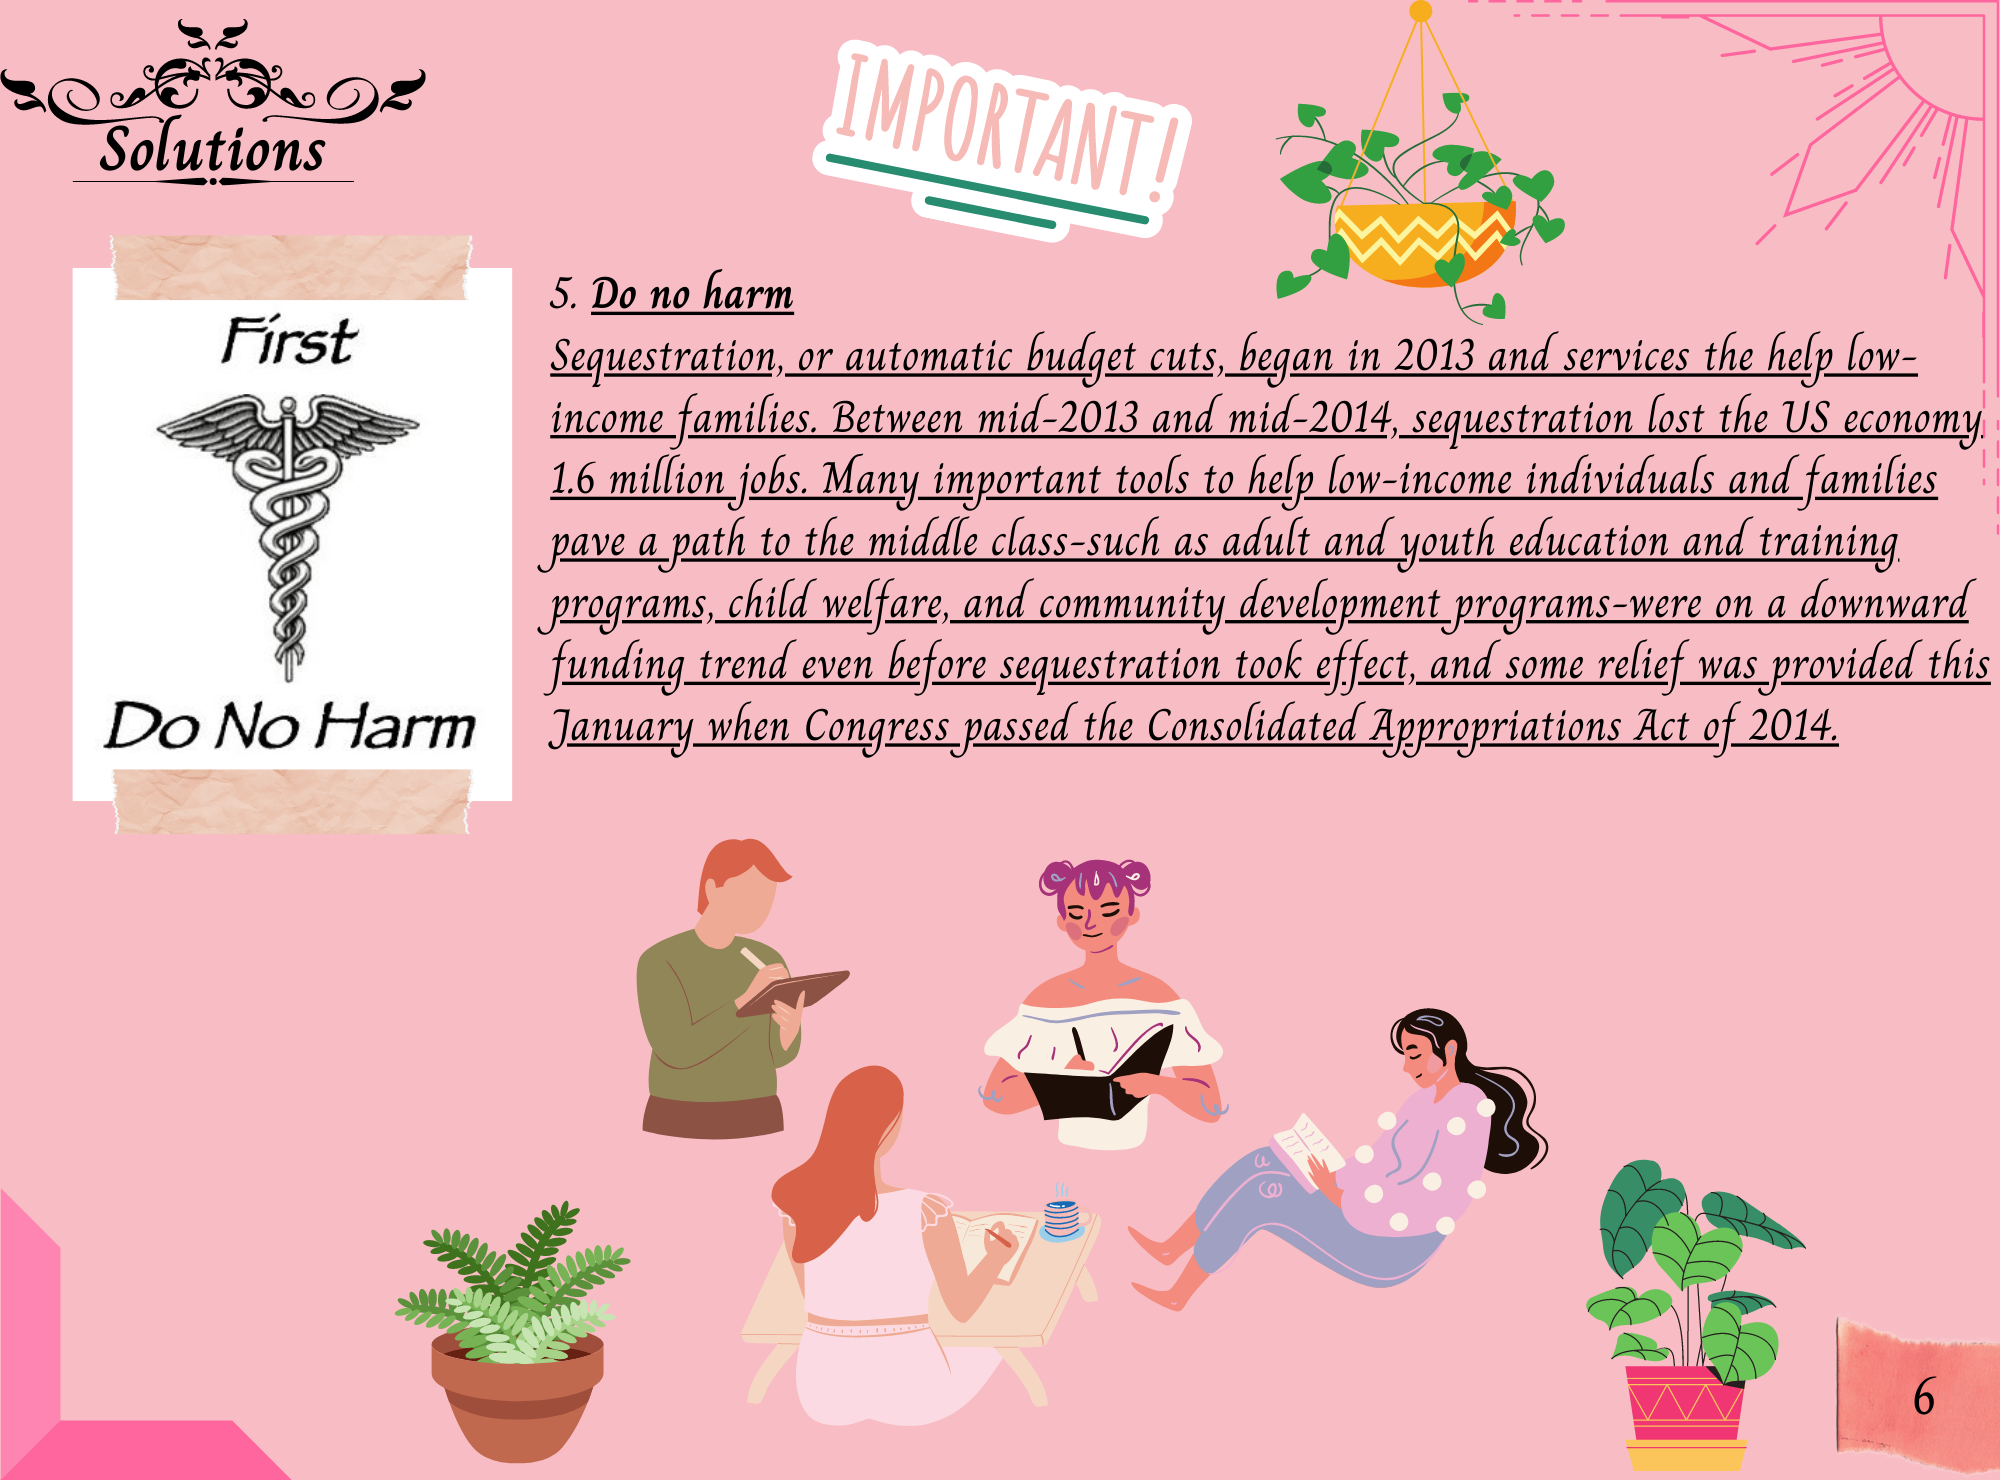 Solutions
IMPORTANT!
First
Do No Harm
5. Do no harm
Sequestration, or automatic budget cuts, began in 2013 and services the help low-
income families. Between mid-2013 and mid-2014, sequestration lost the US economy
1.6 million jobs. Many important tools to help low-income individuals and families
pave a path to the middle class-such as adult and youth education and training
programs, child welfare, and community development programs-were on a downward
funding trend even before sequestration took effect, and some relief was provided this
January when Congress passed the Consolidated Appropriations Act of 2014.
6